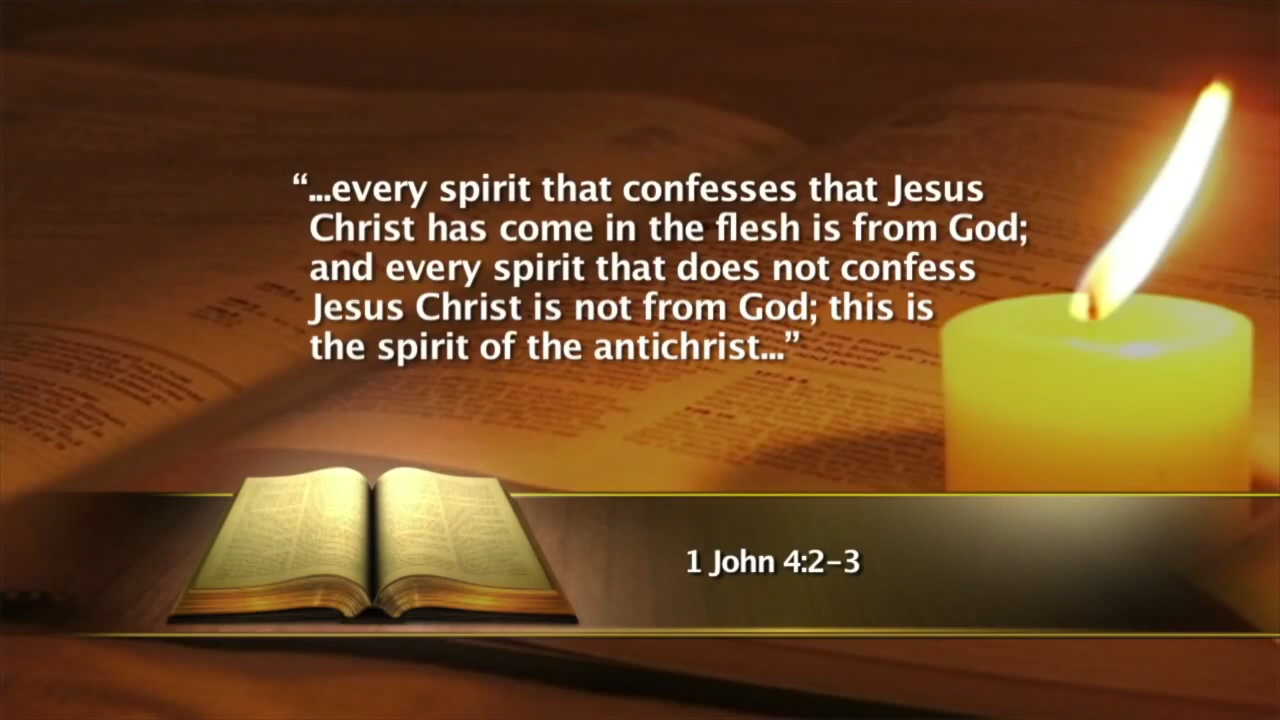 “...every spirit that confesses that Jesus
Christ has come in the flesh is from God;
and every spirit that does not confess
Jesus Christ is not from God; this is
the spirit of the antichrist...”
1 John 4:2–3